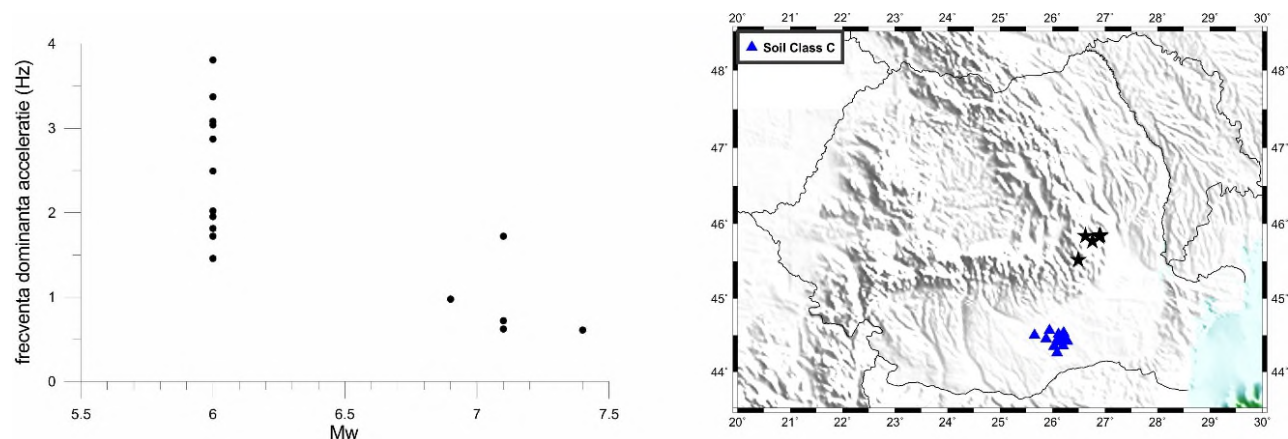 frecventa dominanta acceleratie (Hz)
4
3
2
1
0
5.5 6 6.5 7 7.5
Mw
20˚ 21˚ 22˚ 23˚ 24˚ 25˚ 26˚ 27˚ 28˚ 29˚ 30˚
Soil Class C
48˚ 48˚
47˚ 47˚
46˚ 46˚
45˚ 45˚
44˚ 44˚
20˚ 21˚ 22˚ 23˚ 24˚ 25˚ 26˚ 27˚ 28˚ 29˚ 30˚